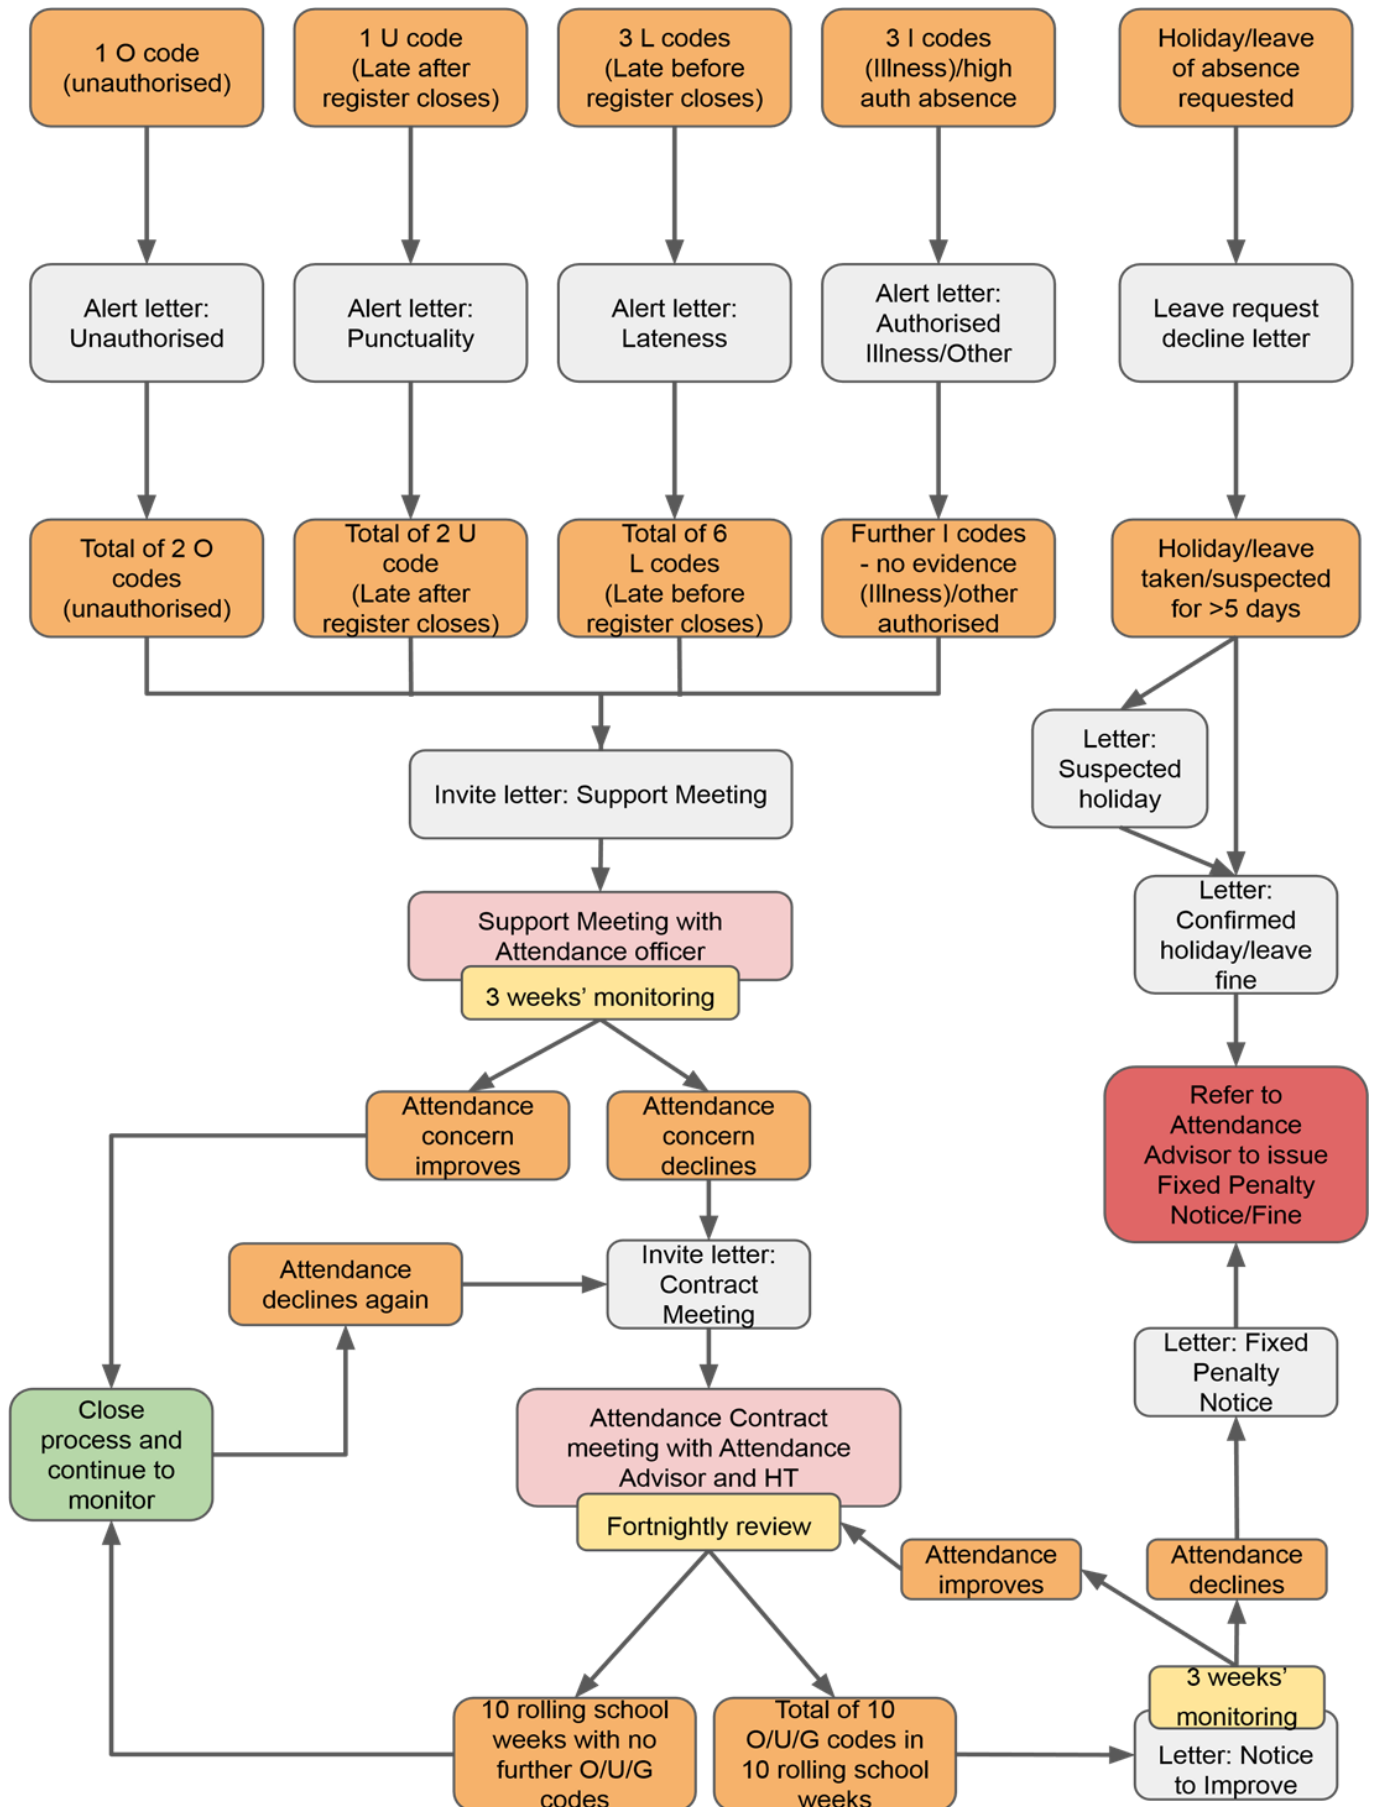 1 O code
(unauthorised)
1 U code
(Late after
register closes)
3 L codes
(Late before
register closes)
3 I codes
(Illness)/high
auth absence
Holiday/leave
of absence
requested
Alert letter:
Unauthorised
Alert letter:
Punctuality
Alert letter:
Lateness
Alert letter:
Authorised
Illness/Other
Leave request
decline letter
Total of 2 O
codes
(unauthorised)
Total of 2 U
code
(Late after
register closes)
Total of 6
L codes
(Late before
register closes)
Further I codes
- no evidence
(Illness)/other
authorised
Holiday/leave
taken/suspected
for >5 days
Letter:
Suspected
holiday
Invite letter: Support Meeting
Letter:
Confirmed
holiday/leave
fine
Support Meeting with
Attendance officer
3 weeks’ monitoring
Attendance
concern
improves
Attendance
concern
declines
Refer to
Attendance
Advisor to issue
Fixed Penalty
Notice/Fine
Attendance
declines again
Invite letter:
Contract
Meeting
Letter: Fixed
Penalty
Notice
Close
process and
continue to
monitor
Attendance Contract
meeting with Attendance
Advisor and HT
Fortnightly review
Attendance
improves
Attendance
declines
10 rolling school
weeks with no
further O/U/G
codes
Total of 10
O/U/G codes in
10 rolling school
weeks
3 weeks’
monitoring
Letter: Notice
to Improve